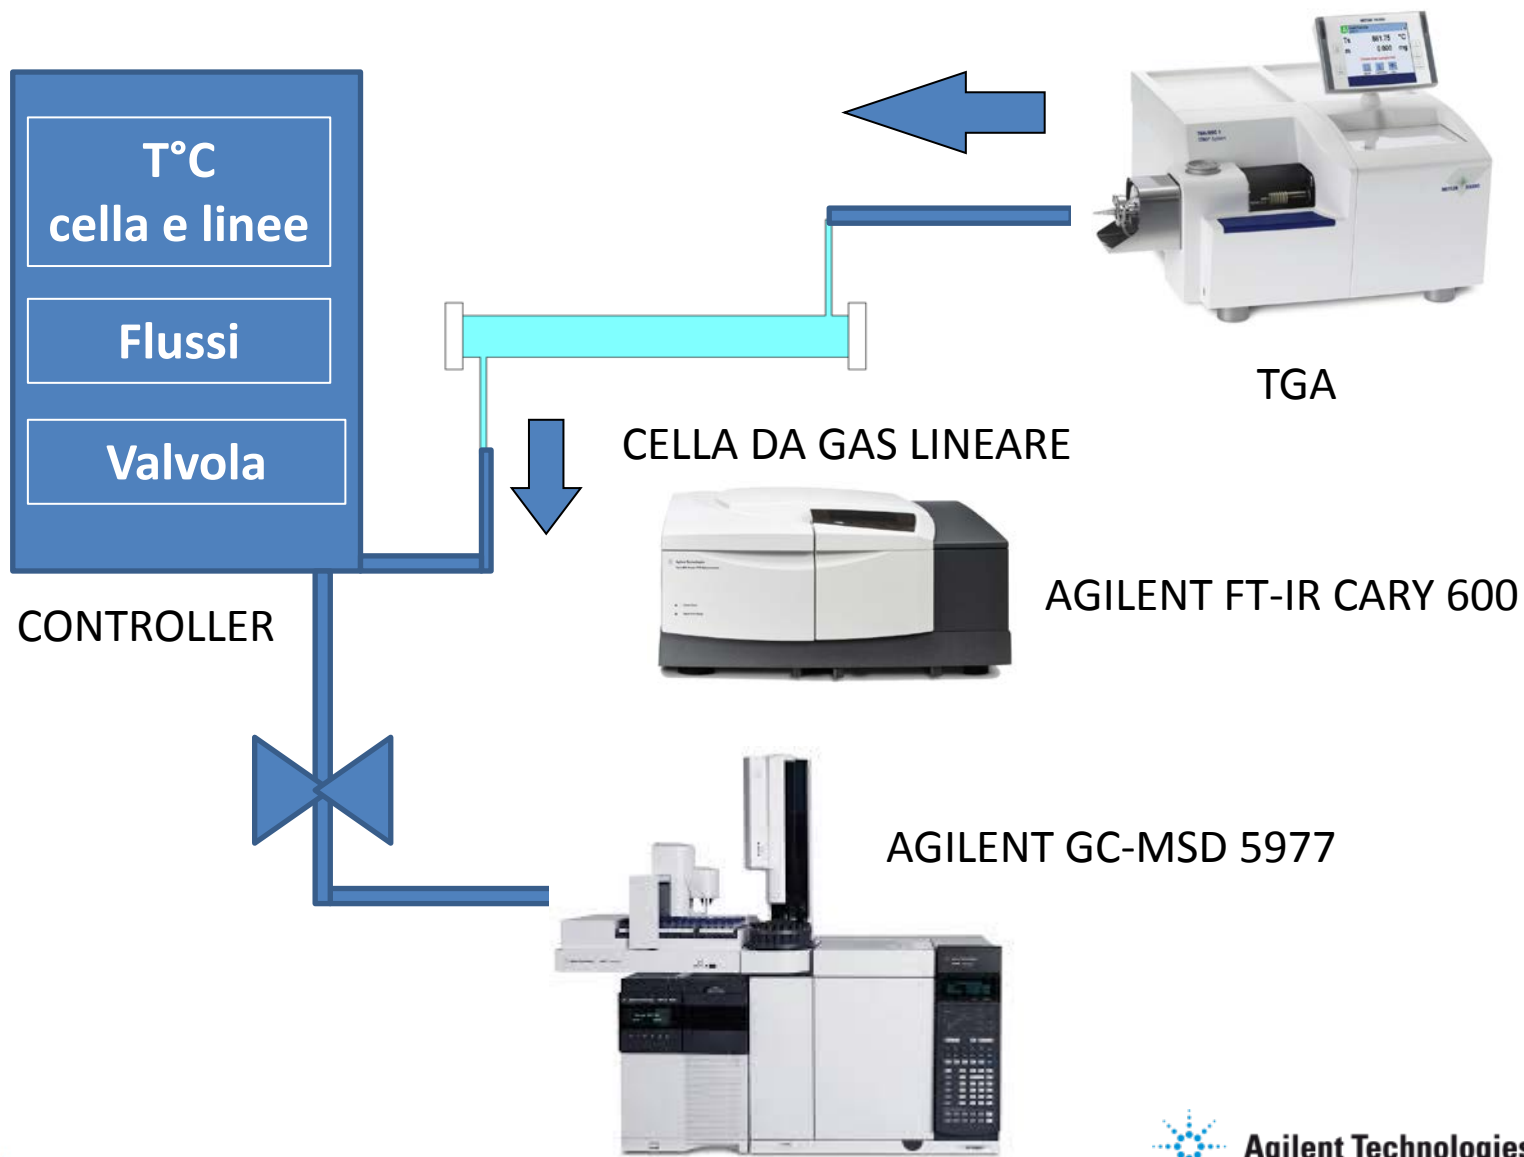 T°C
cella e linee
Flussi
Valvola
CONTROLLER
CELLA DA GAS LINEARE
TGA
AGILENT FT-IR CARY 600
AGILENT GC-MSD 5977
Agilent Technologies